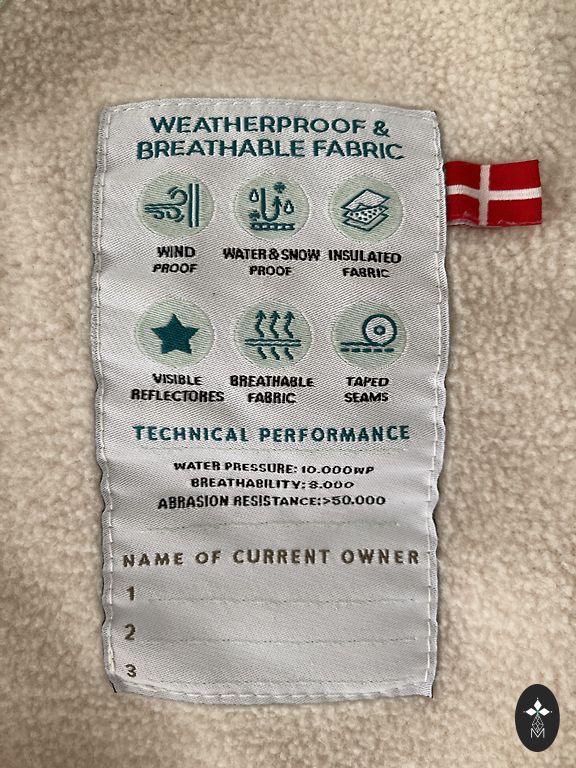 WEATHERPROOF &
BREATHABLE FABRIC
WIND
PROOF
WATER & SNOW
PROOF
INSULATED
FABRIC
VISIBLE
REFLECTORES
BREATHABLE
FABRIC
TAPED
SEAMS
TECHNICAL PERFORMANCE
WATER PRESSURE: 10.000WP
BREATHABILITY: 8.000
ABRASION RESISTANCE:>50.000
NAME OF CURRENT OWNER
1
2
3
M